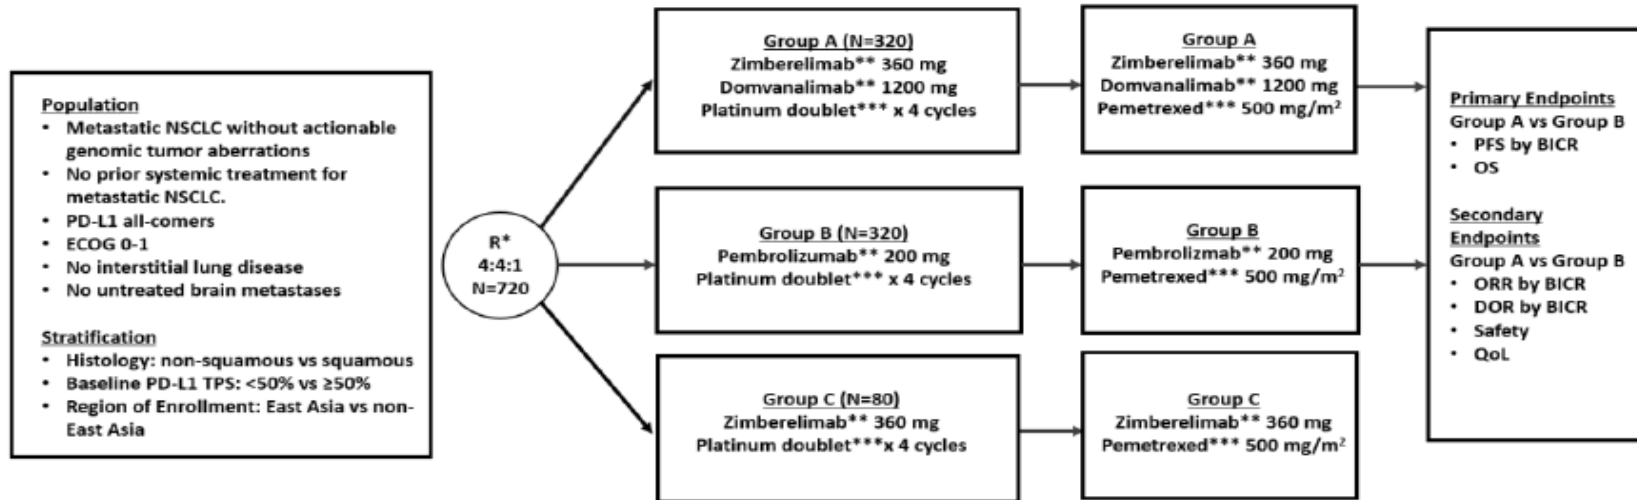 Population
• Metastatic NSCLC without actionable
genomic tumor aberrations
• No prior systemic treatment for
metastatic NSCLC.
• PD-L1 all-comers
• ECOG 0-1
• No interstitial lung disease
• No untreated brain metastases
Stratification
• Histology: non-squamous vs squamous
• Baseline PD-L1 TPS: <50% vs ≥50%
• Region of Enrollment: East Asia vs non-
East Asia
R*
4:4:1
N=720
Group A (N=320)
Zimberelimab** 360 mg
Domvanalimab** 1200 mg
Platinum doublet*** x 4 cycles
Group A
Zimberelimab** 360 mg
Domvanalimab** 1200 mg
Pemetrexed*** 500 mg/m²
Group B (N=320)
Pembrolizumab** 200 mg
Platinum doublet*** x 4 cycles
Group B
Pembrolizmab** 200 mg
Pemetrexed*** 500 mg/m²
Group C (N=80)
Zimberelimab** 360 mg
Platinum doublet***x 4 cycles
Group C
Zimberelimab** 360 mg
Pemetrexed*** 500 mg/m²
Primary Endpoints
Group A vs Group B
• PFS by BICR
• OS
Secondary
Endpoints
Group A vs Group B
• ORR by BICR
• DOR by BICR
• Safety
• QoL